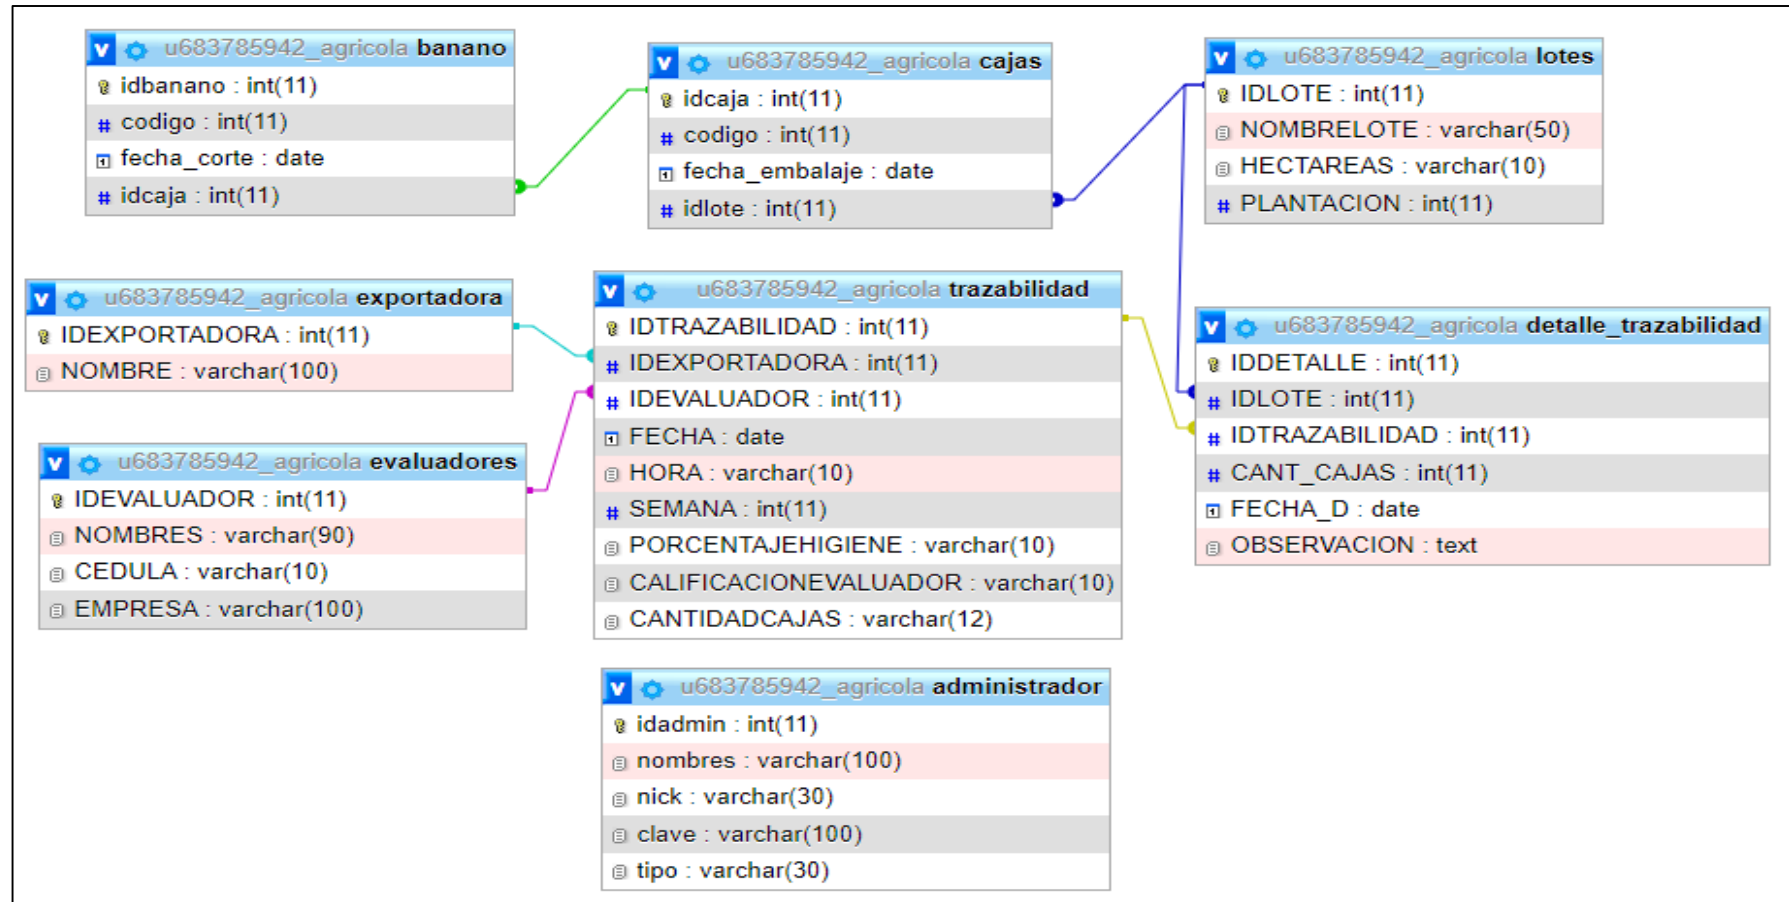 u683785942_agricola banano
idbanano : int(11)
codigo : int(11)
fecha_corte : date
idcaja : int(11)
u683785942_agricola cajas
idcaja : int(11)
codigo : int(11)
fecha_embalaje : date
idlote : int(11)
u683785942_agricola lotes
IDLOTE : int(11)
NOMBRELOTE : varchar(50)
HECTAREAS : varchar(10)
PLANTACION : int(11)
u683785942_agricola exportadora
IDEXPORTADORA : int(11)
NOMBRE : varchar(100)
u683785942_agricola trazabilidad
IDTRAZABILIDAD : int(11)
IDEXPORTADORA : int(11)
IDEVALUADOR : int(11)
FECHA : date
HORA : varchar(10)
SEMANA : int(11)
PORCENTAJEHIGIENE : varchar(10)
CALIFICACIONEVALUADOR : varchar(10)
CANTIDADCAJAS : varchar(12)
u683785942_agricola detalle_trazabilidad
IDDETALLE : int(11)
IDLOTE : int(11)
IDTRAZABILIDAD : int(11)
CANT_CAJAS : int(11)
FECHA_D : date
OBSERVACION : text
u683785942_agricola evaluadores
IDEVALUADOR : int(11)
NOMBRES : varchar(90)
CEDULA : varchar(10)
EMPRESA : varchar(100)
u683785942_agricola administrador
idadmin : int(11)
nombres : varchar(100)
nick : varchar(30)
clave : varchar(100)
tipo : varchar(30)